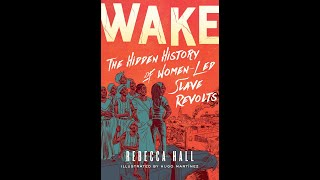 WAKE
THE HIDDEN HISTORY
OF WOMEN-LED
SLAVE
REVOLTS
REBECCA HALL
ILLUSTRATED BY HUGO MARTÍNEZ